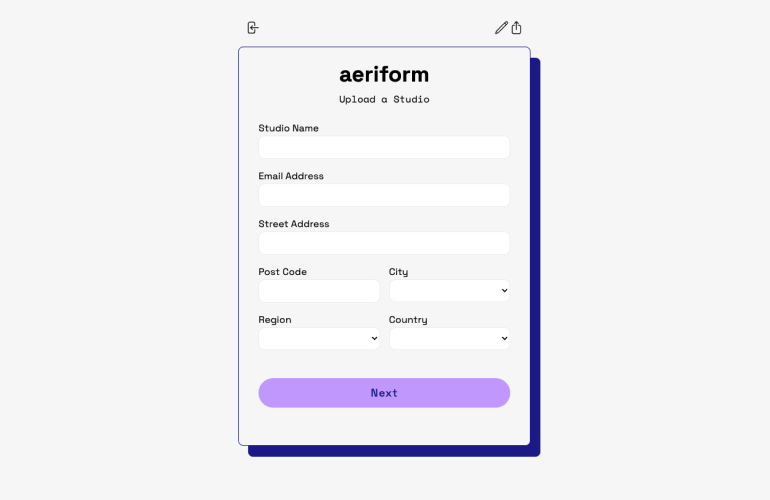 aeriform
Upload a Studio
Studio Name
Email Address
Street Address
Post Code City
Region Country
Next